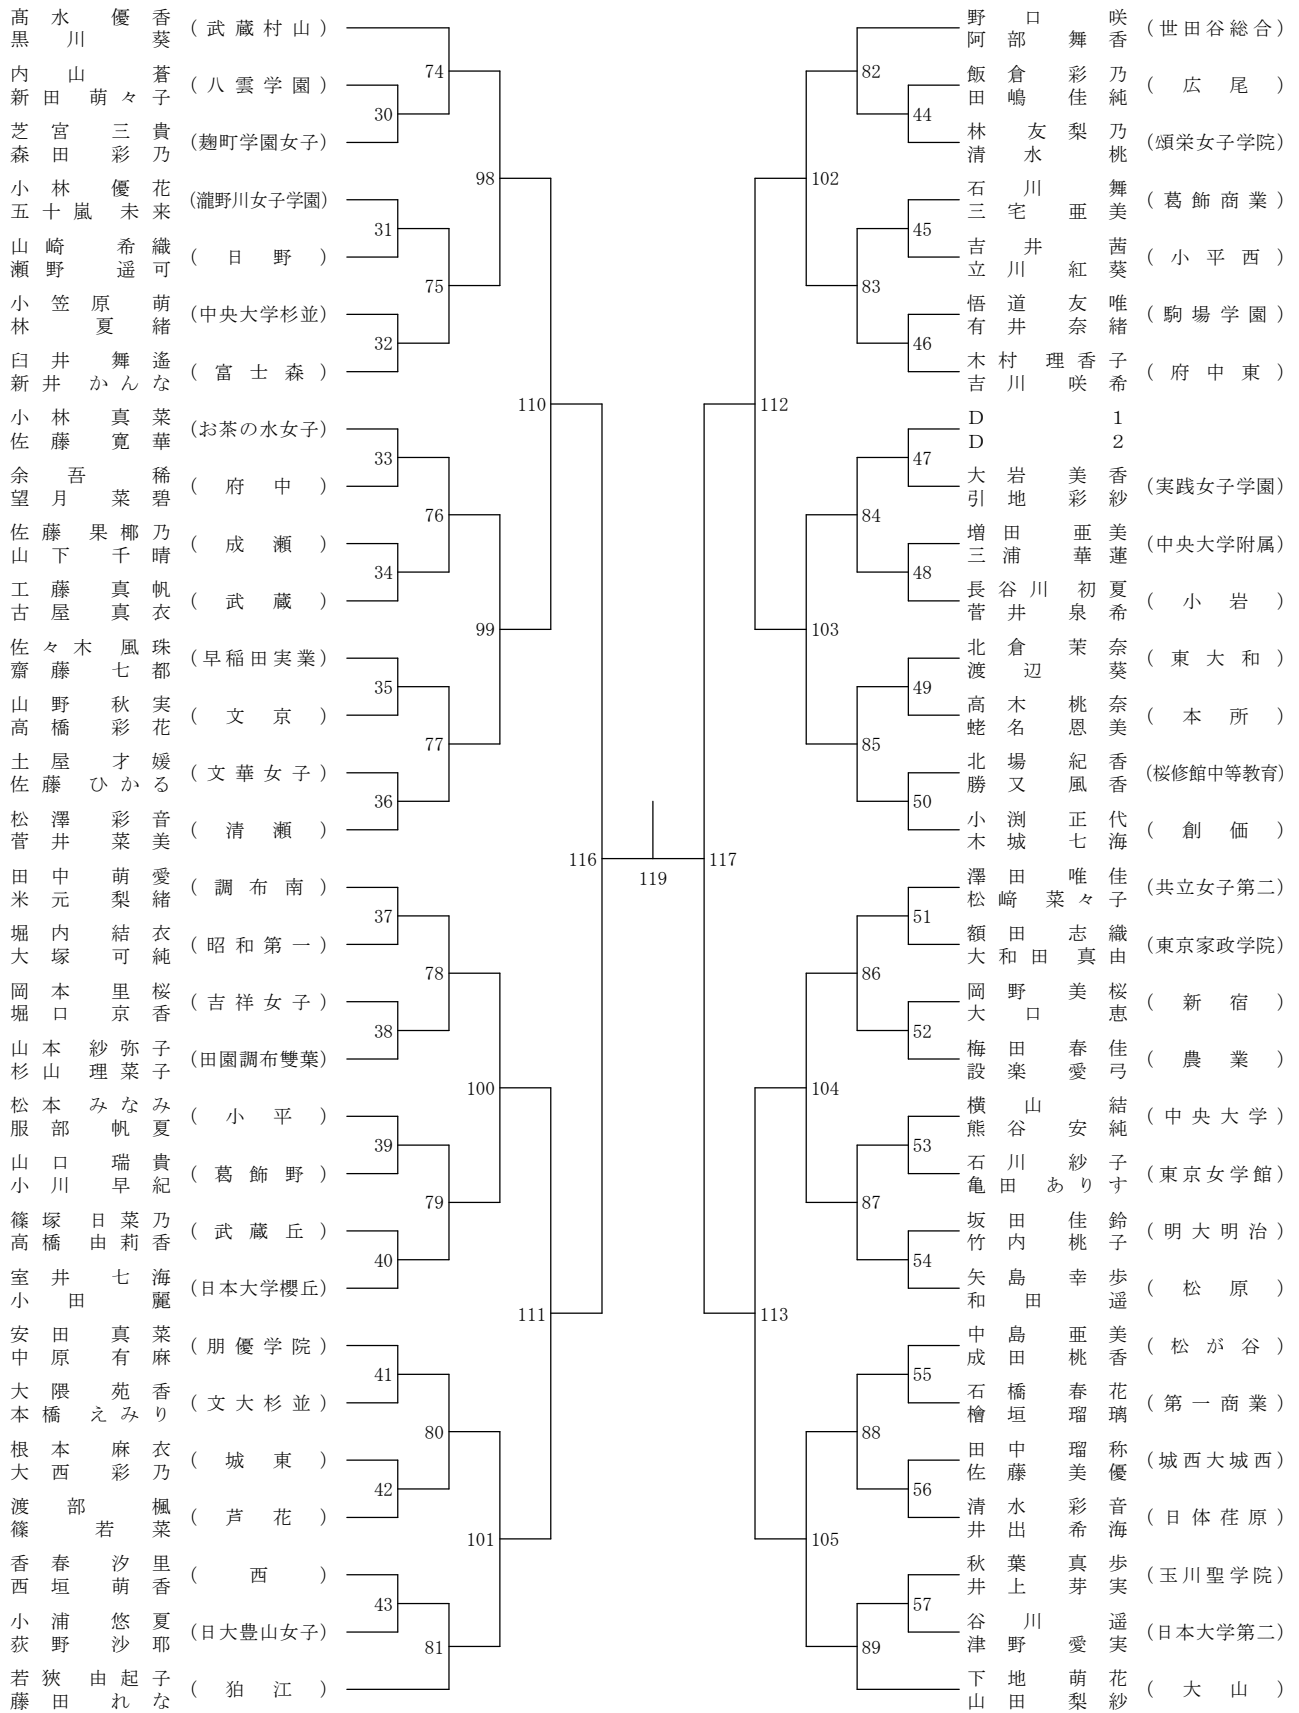 髙水優香
黒川葵
(武蔵村山)
内山蒼
新田萌々子
(八雲学園)
芝宮三貴
森田彩乃
(麹町学園女子)
小林優花
五十嵐未来
(瀧野川女子学園)
山崎希織
瀬野遥可
(日野)
小笠原萌
林夏緒
(中央大学杉並)
臼井舞遙
新井かんな
(富士森)
小林真菜
佐藤寛華
(お茶の水女子)
余吾稀
望月菜碧
(府中)
佐藤果椰乃
山下千晴
(成瀬)
工藤真帆
古屋真衣
(武蔵)
佐々木風珠
齋藤七都
(早稲田実業)
山野秋実
高橋彩花
(文京)
土屋才媛
佐藤ひかる
(文華女子)
松澤彩音
菅井菜美
(清瀬)
田中萌愛
米元梨緒
(調布南)
堀内結衣
大塚可純
(昭和第一)
岡本里桜
堀口京香
(吉祥女子)
山本紗弥子
杉山理菜子
(田園調布雙葉)
松本みなみ
服部帆夏
(小平)
山口瑞貴
小川早紀
(葛飾野)
篠塚日菜乃
高橋由莉香
(武蔵丘)
室井七海
小田麗
(日本大学櫻丘)
安田真菜
中原有麻
(朋優学院)
大隈苑香
本橋えみり
(文大杉並)
根本麻衣
大西彩乃
(城東)
渡部楓
篠若菜
(芦花)
香春汐里
西垣萌香
(西)
小浦悠夏
荻野沙耶
(日大豊山女子)
若狹由起子
藤田れな
(狛江)
74
30
98
31
75
32
110
33
76
34
99
35
77
36
116
37
78
38
100
39
79
40
111
41
80
42
101
43
81
119
117
82
44
102
45
83
46
112
47
84
48
103
49
85
50
51
86
52
104
53
87
54
113
55
88
56
105
57
89
野口咲
阿部舞香
(世田谷総合)
飯倉彩乃
田嶋佳純
(広尾)
林友梨乃
清水桃
(頌栄女子学院)
石川舞
三宅亜美
(葛飾商業)
吉井茜
立川紅葵
(小平西)
悟道友唯
有井奈緒
(駒場学園)
木村理香子
吉川咲希
(府中東)
D 1
D 2
大岩美香
引地彩紗
(実践女子学園)
増田亜美
三浦華蓮
(中央大学附属)
長谷川初夏
菅井泉希
(小岩)
北倉茉奈
渡辺葵
(東大和)
高木桃奈
蛯名恩美
(本所)
北場紀香
勝又風香
(桜修館中等教育)
小渕正代
木城七海
(創価)
澤田唯佳
松﨑菜々子
(共立女子第二)
額田志織
大和田真由
(東京家政学院)
岡野美桜
大口恵
(新宿)
梅田春佳
設楽愛弓
(農業)
横山結
熊谷安純
(中央大学)
石川紗子
亀田ありす
(東京女学館)
坂田佳鈴
竹内桃子
(明大明治)
矢島幸歩
和田遥
(松原)
中島亜美
成田桃香
(松が谷)
石橋春花
檜垣瑠璃
(第一商業)
田中瑠称
佐藤美優
(城西大城西)
清水彩音
井出希海
(日体荏原)
秋葉真歩
井上芽実
(玉川聖学院)
谷川遥
津野愛実
(日本大学第二)
下地萌花
山田梨紗
(大山)